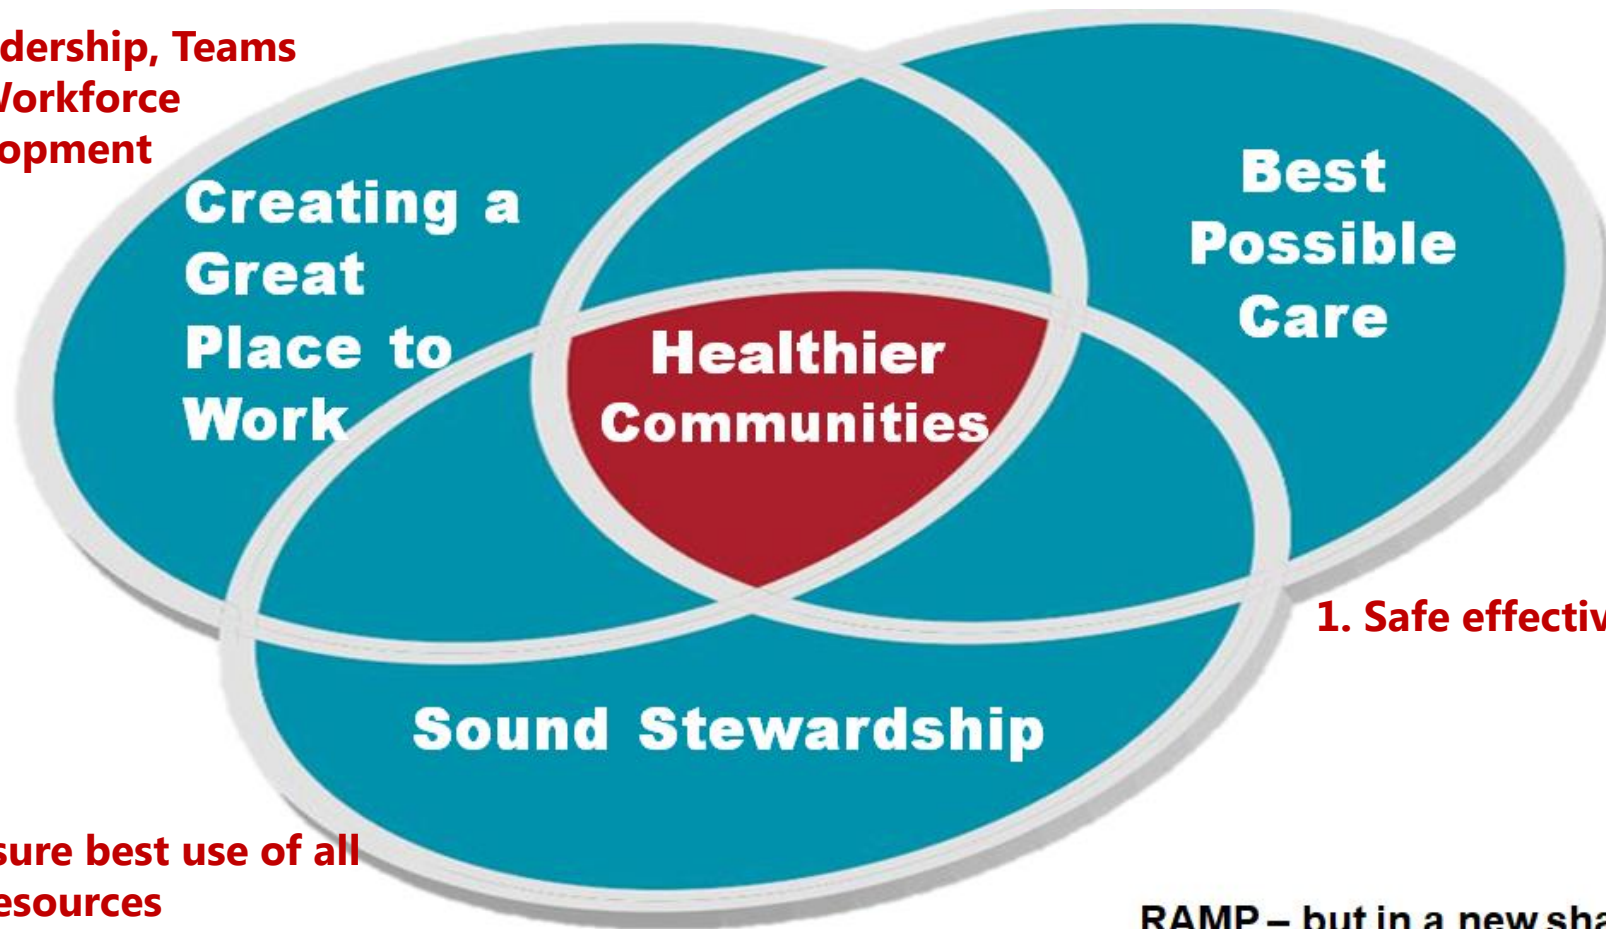 dership, Teams
Workforce
opment
Creating a
Great
Place to
Work
Best
Possible
Care
Healthier
Communities
1. Safe effectiv
Sound Stewardship
sure best use of all
esources
RAMP – but in a new sha